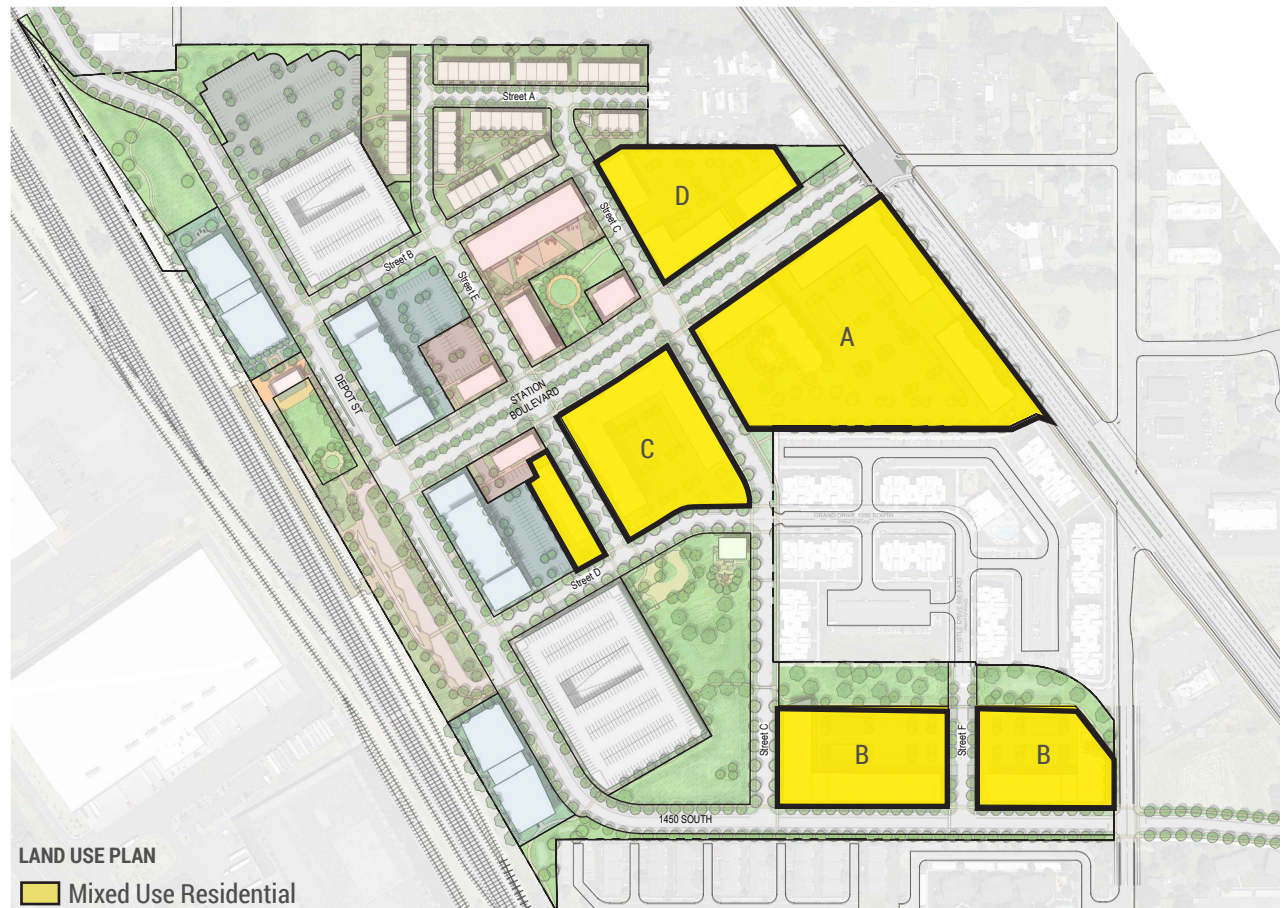 Street A
D
Street C
Street B
Street E
A
DEPOT ST
STATION
BOULEVARD
C
Street D
Street C
Street F
B
B
1450 SOUTH
LAND USE PLAN
Mixed Use Residential